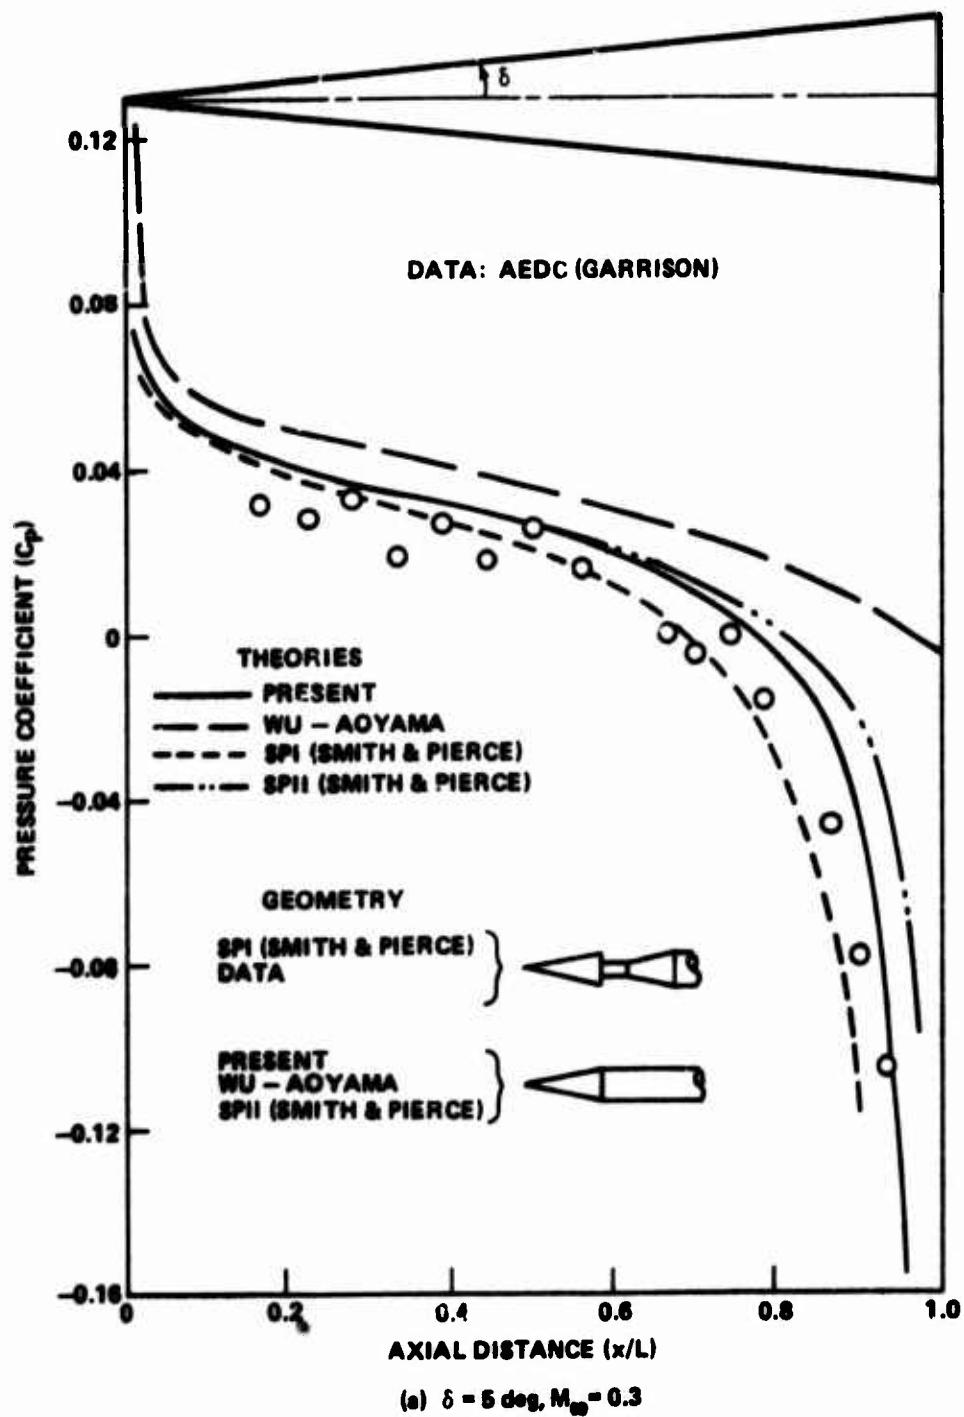 δ
0.12
DATA: AEDC (GARRISON)
0.08
0.04
PRESSURE COEFFICIENT (Cp)
0
THEORIES
PRESENT
WU – AOYAMA
SPI (SMITH & PIERCE)
SPII (SMITH & PIERCE)
-0.04
GEOMETRY
SPI (SMITH & PIERCE)
DATA
-0.08
PRESENT
WU – AOYAMA
SPII (SMITH & PIERCE)
-0.12
-0.16
0 0.2 0.4 0.6 0.8 1.0
AXIAL DISTANCE (x/L)
(a) δ = 5 deg, M∞ = 0.3